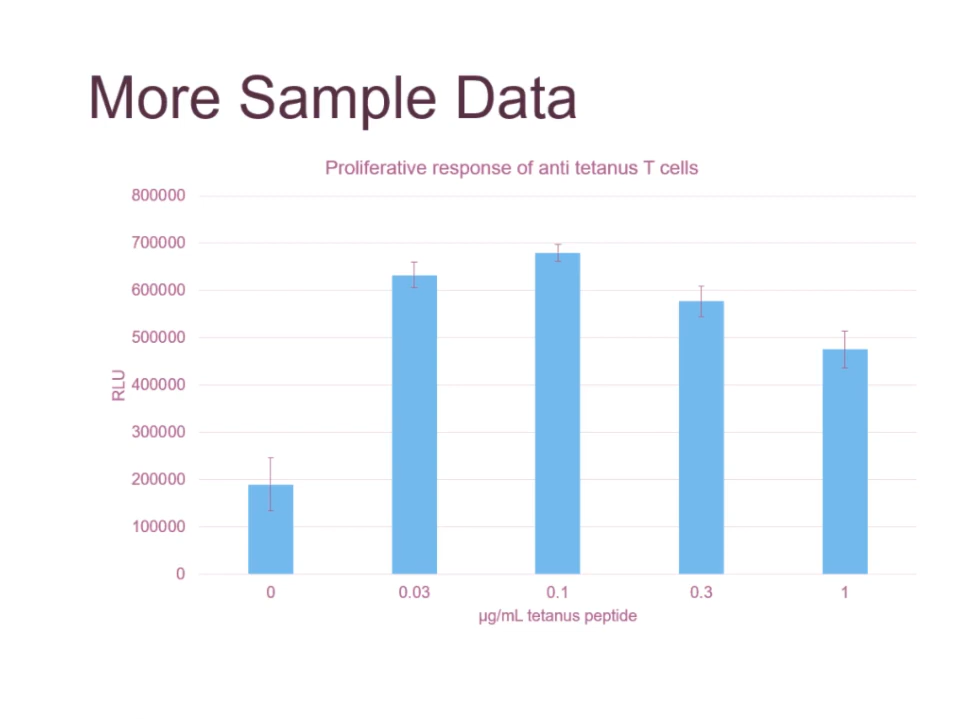 More Sample Data
Proliferative response of anti tetanus T cells
800000
700000
600000
500000
400000
300000
200000
100000
0
RLU
0 0.03 0.1 0.3 1
µg/mL tetanus peptide